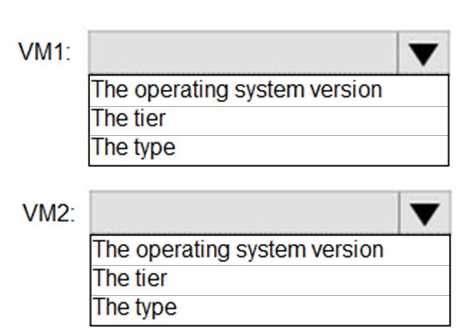 VM1:
The operating system version
The tier
The type
VM2:
The operating system version
The tier
The type